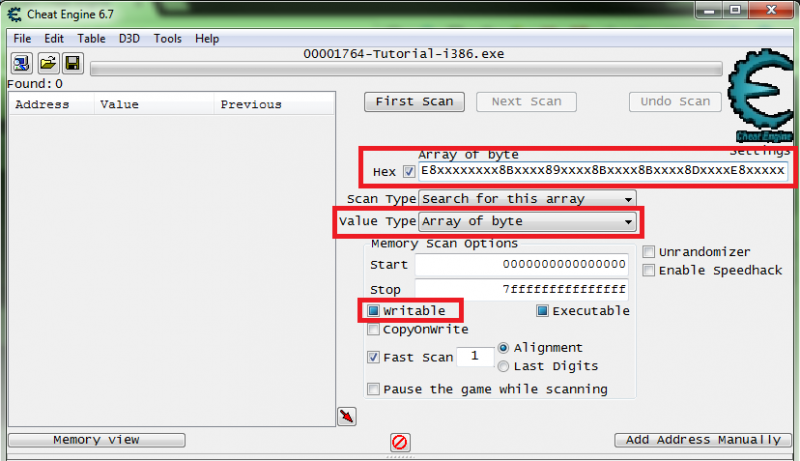 Cheat Engine 6.7
File Edit Table D3D Tools Help
00001764-Tutorial-i386.exe
Found:0
Address Value Previous
First Scan Next Scan Undo Scan
Cheat Engine
Settings
Array of byte
Hex E8xxxxxxxx8Bxxxx89xxxx8Bxxxx8Bxxxx8DxxxxE8xxxxx
Scan Type Search for this array
Value Type Array of byte
Memory Scan Options
Start 0000000000000000
Stop 7fffffffffffffff
Writable Executable
CopyOnWrite
Fast Scan 1 Alignment
Last Digits
Pause the game while scanning
Unrandomizer
Enable Speedhack
Memory view
Add Address Manually